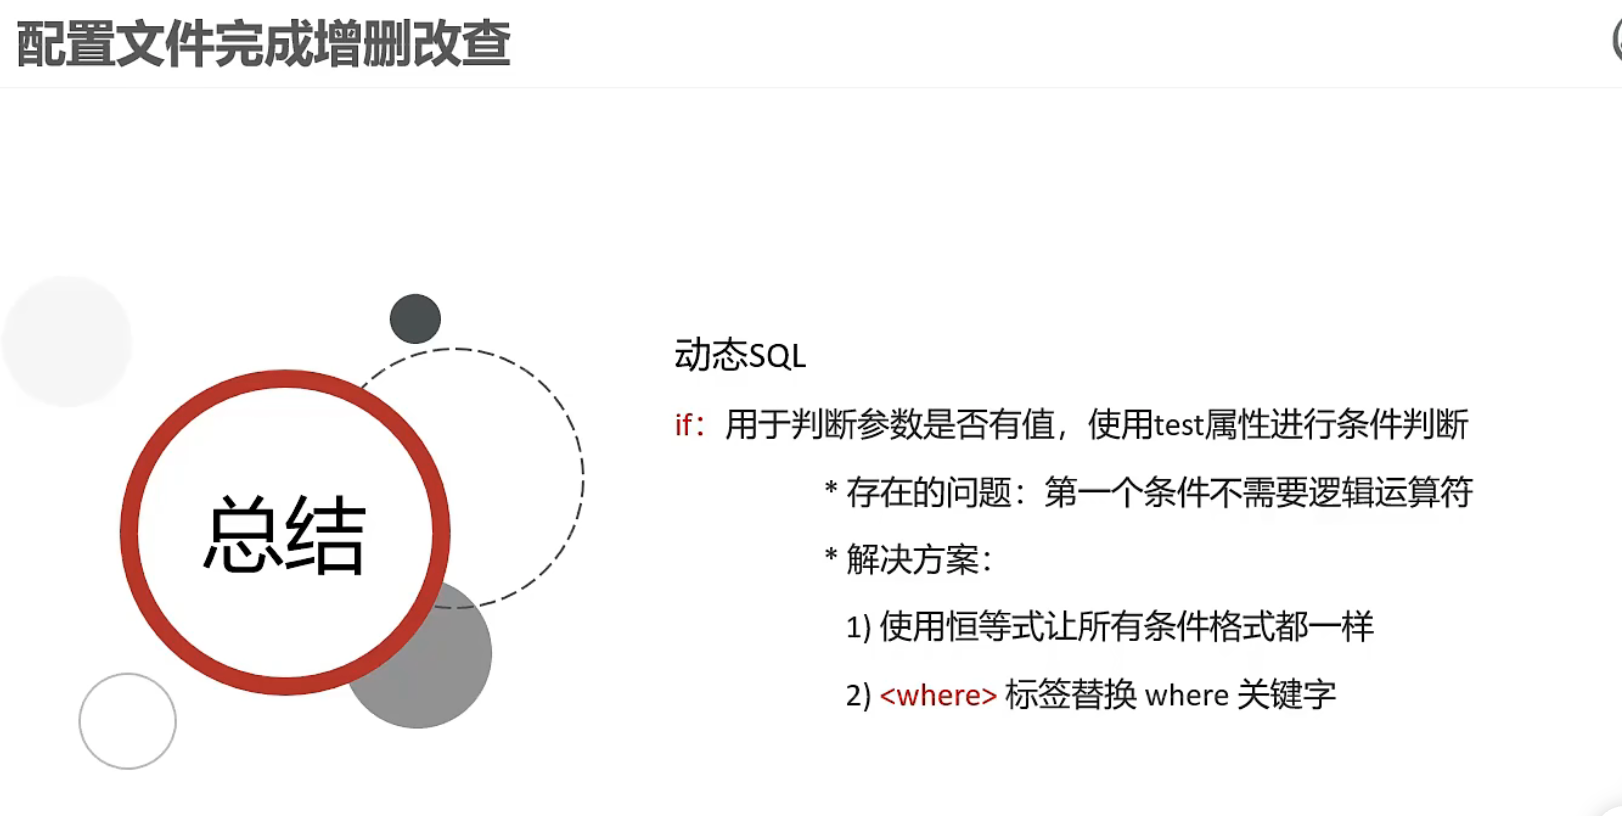 配置文件完成增删改查
总结
动态SQL
if：用于判断参数是否有值，使用test属性进行条件判断
* 存在的问题：第一个条件不需要逻辑运算符
* 解决方案：
1) 使用恒等式让所有条件格式都一样
2) <where> 标签替换 where 关键字